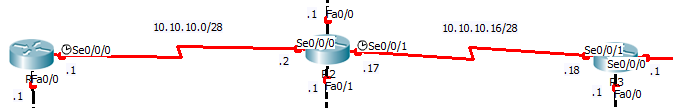 .1 Fa0/0
10.10.10.0/28
10.10.10.16/28
Se0/0/0
Se0/0/0
Se0/0/1
Se0/0/1
.1
.2
R2
.17
.18
Se0/0/0
.1
Fa0/0
.1
.1
Fa0/1
R3
.1
Fa0/0